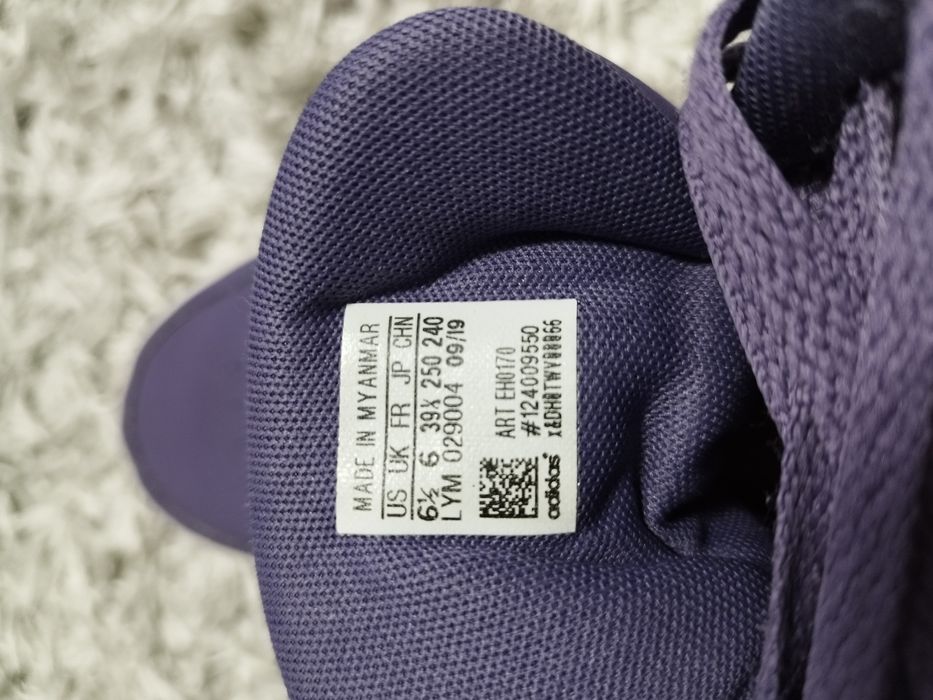 MADE IN MYANMAR
US UK FR JP CHN
6½ 6 39⅓ 250 240
LYM 029004 09/19
ART EH0170
#124009550
adidas